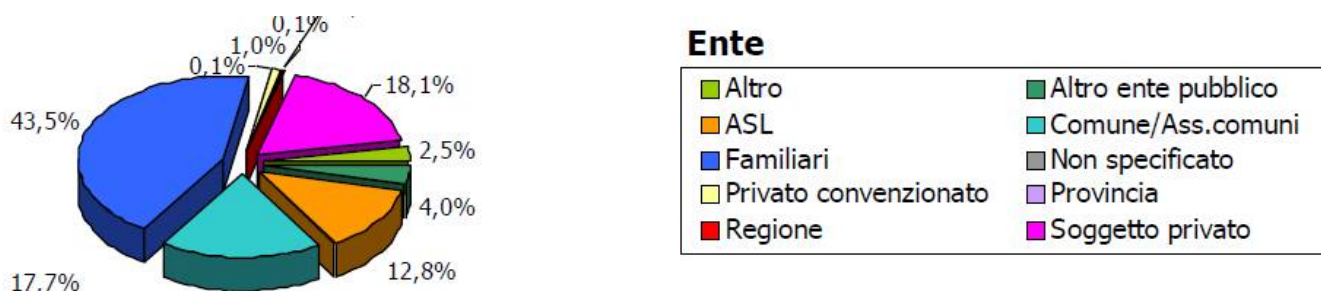 0,1%
1,0%
0,1%
18,1%
43,5%
2,5%
4,0%
12,8%
17,7%
Ente
Altro
Altro ente pubblico
ASL
Comune/Ass.comuni
Familiari
Non specificato
Privato convenzionato
Provincia
Regione
Soggetto privato